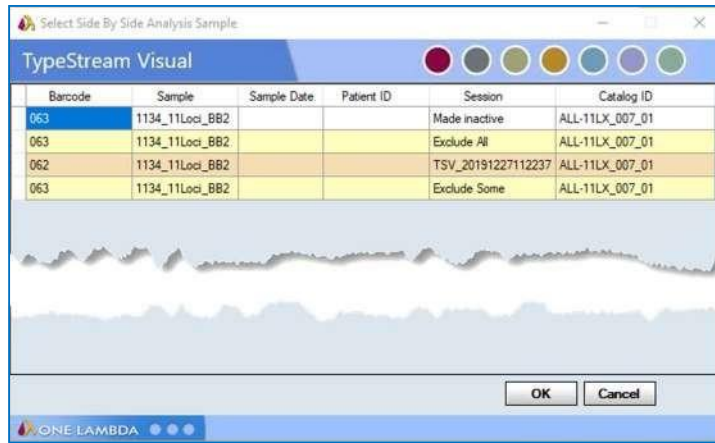 Select Side By Side Analysis Sample
TypeStream Visual
Barcode Sample Sample Date Patient ID Session Catalog ID
063 1134_11Loci_BB2 Made inactive ALL-11LX_007_01
063 1134_11Loci_BB2 Exclude All ALL-11LX_007_01
062 1134_11Loci_BB2 TSV_20191227112237 ALL-11LX_007_01
063 1134_11Loci_BB2 Exclude Some ALL-11LX_007_01
OK Cancel
ONE LAMBDA